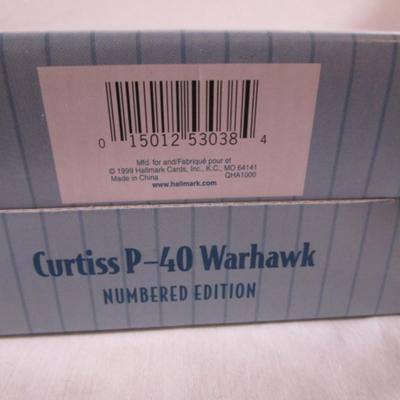 0 15012 53038 4
Mfd. for and/Fabriqué pour et
© 1999 Hallmark Cards, Inc., K.C., MO 64141
Made in China QHA1000
www.hallmark.com
Curtiss P-40 Warhawk
NUMBERED EDITION